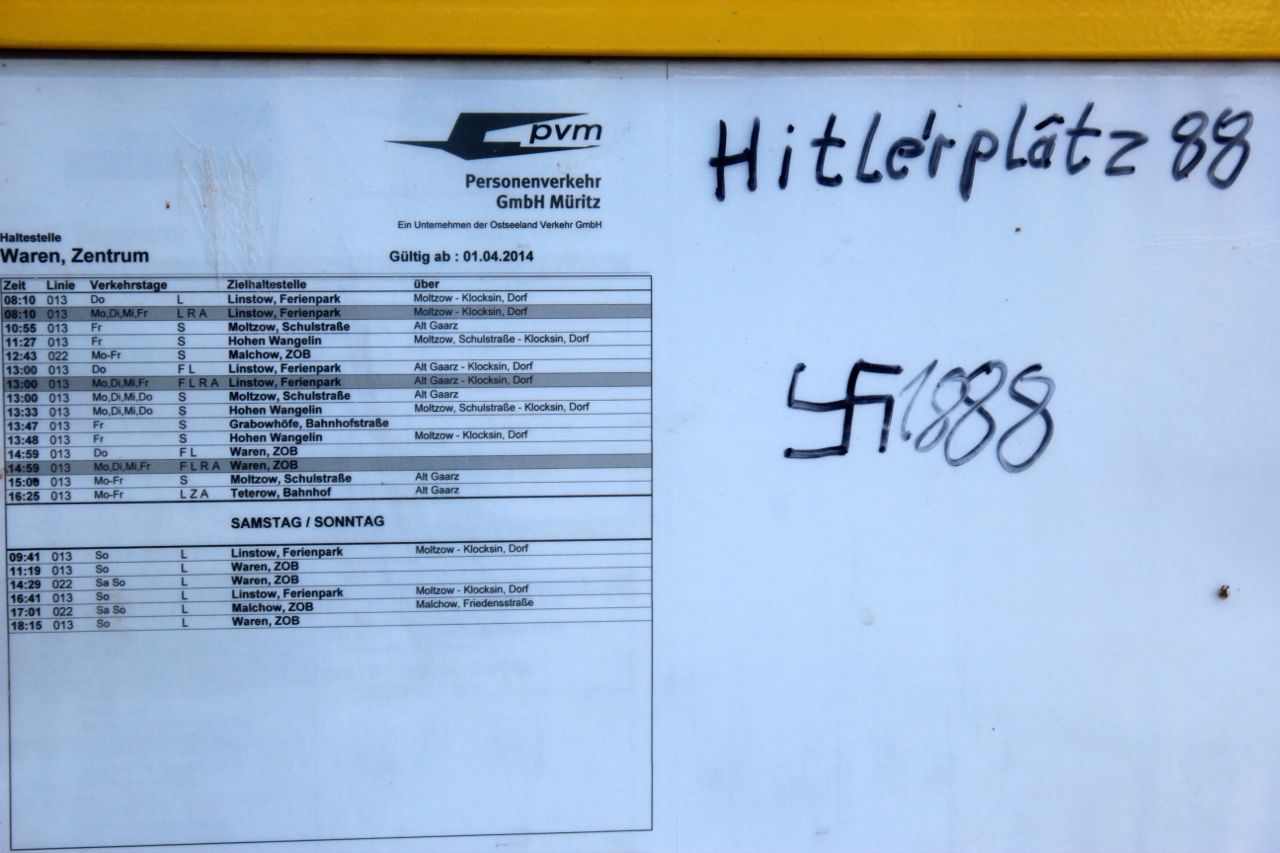 pvm
Personenverkehr
GmbH Müritz
Ein Unternehmen der Ostseeland Verkehr GmbH
Haltestelle
Waren, Zentrum Gültig ab : 01.04.2014
Zeit Linie Verkehrstage Zielhaltestelle über
08:10 013 Do L Linstow, Ferienpark Moltzow - Klocksin, Dorf
08:10 013 Mo,Di,Mi,Fr L R A Linstow, Ferienpark Moltzow - Klocksin, Dorf
10:55 013 Fr S Moltzow, Schulstraße Alt Gaarz
11:27 013 Fr S Hohen Wangelin Moltzow, Schulstraße - Klocksin, Dorf
12:43 022 Mo-Fr S Malchow, ZOB
13:00 013 Do F L Linstow, Ferienpark Alt Gaarz - Klocksin, Dorf
13:00 013 Mo,Di,Mi,Fr F L R A Linstow, Ferienpark Alt Gaarz - Klocksin, Dorf
13:00 013 Mo,Di,Mi,Do S Moltzow, Schulstraße Alt Gaarz
13:33 013 Mo,Di,Mi,Do S Hohen Wangelin Moltzow, Schulstraße - Klocksin, Dorf
13:47 013 Fr S Grabowhöfe, Bahnhofstraße
13:48 013 Fr S Hohen Wangelin Moltzow - Klocksin, Dorf
14:59 013 Do F L Waren, ZOB
14:59 013 Mo,Di,Mi,Fr F L R A Waren, ZOB
15:00 013 Mo-Fr S Moltzow, Schulstraße Alt Gaarz
16:25 013 Mo-Fr L Z A Teterow, Bahnhof Alt Gaarz
SAMSTAG / SONNTAG
09:41 013 So L Linstow, Ferienpark Moltzow - Klocksin, Dorf
11:19 013 So L Waren, ZOB
14:29 022 Sa So L Waren, ZOB
16:41 013 So L Linstow, Ferienpark Moltzow - Klocksin, Dorf
17:01 022 Sa So L Malchow, ZOB Malchow, Friedensstraße
18:15 013 So L Waren, ZOB
Hitlerplätz 88
1888